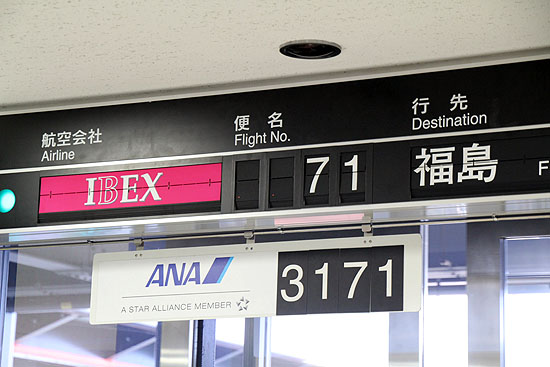 航空会社 便名 行先
Airline Flight No. Destination
IBEX 71 福島 F
ANA 3171
A STAR ALLIANCE MEMBER